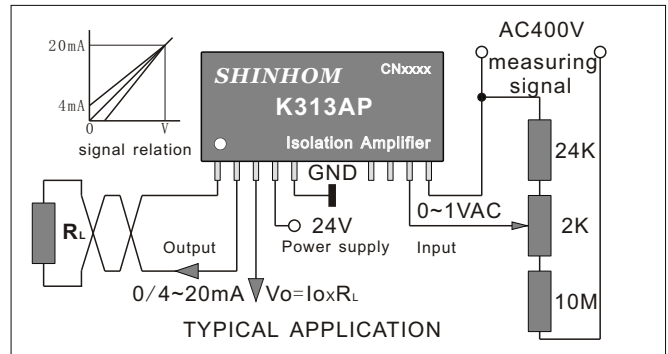 20mA
4mA
0
V
signal relation
SHINHOM
CNxxxx
K313AP
Isolation Amplifier
AC400V
measuring
signal
24K
2K
10M
GND
0~1VAC
24V
Power supply
Input
RL
Output
0/4~20mA
Vo=IoxRL
TYPICAL APPLICATION